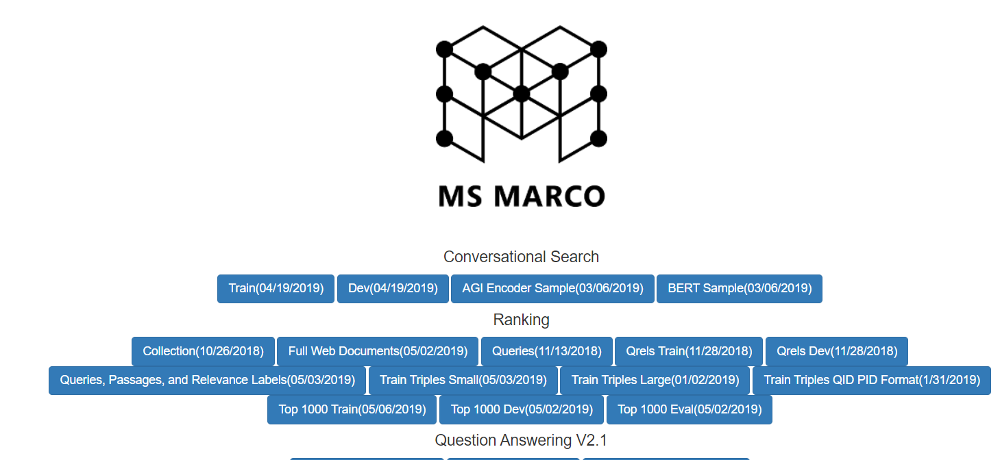 MS MARCO
Conversational Search
Train(04/19/2019) Dev(04/19/2019) AGI Encoder Sample(03/06/2019) BERT Sample(03/06/2019)
Ranking
Collection(10/26/2018) Full Web Documents(05/02/2019) Queries(11/13/2018) Qrels Train(11/28/2018) Qrels Dev(11/28/2018)
Queries, Passages, and Relevance Labels(05/03/2019) Train Triples Small(05/03/2019) Train Triples Large(01/02/2019) Train Triples QID PID Format(1/31/2019)
Top 1000 Train(05/06/2019) Top 1000 Dev(05/02/2019) Top 1000 Eval(05/02/2019)
Question Answering V2.1